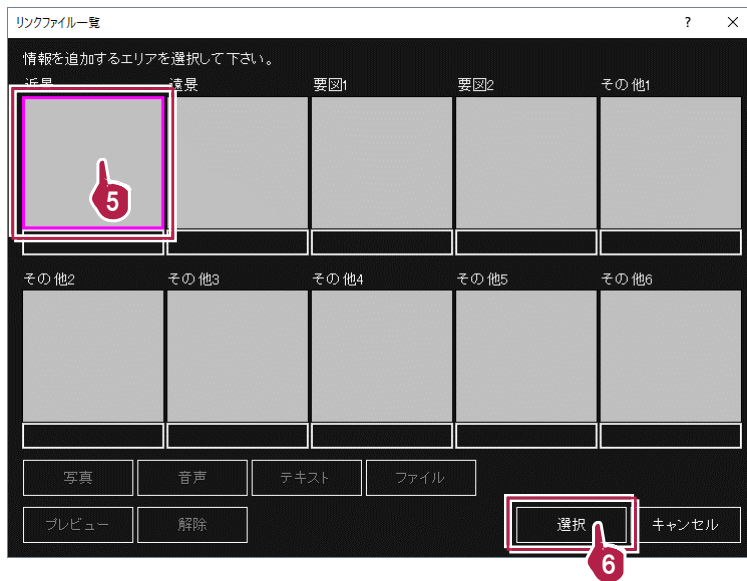 リンクファイル一覧 ? ×
情報を追加するエリアを選択して下さい。
近景 遠景 要図1 要図2 その他1
5
その他2 その他3 その他4 その他5 その他6
写真 音声 テキスト ファイル
プレビュー 解除 選択 キャンセル
6